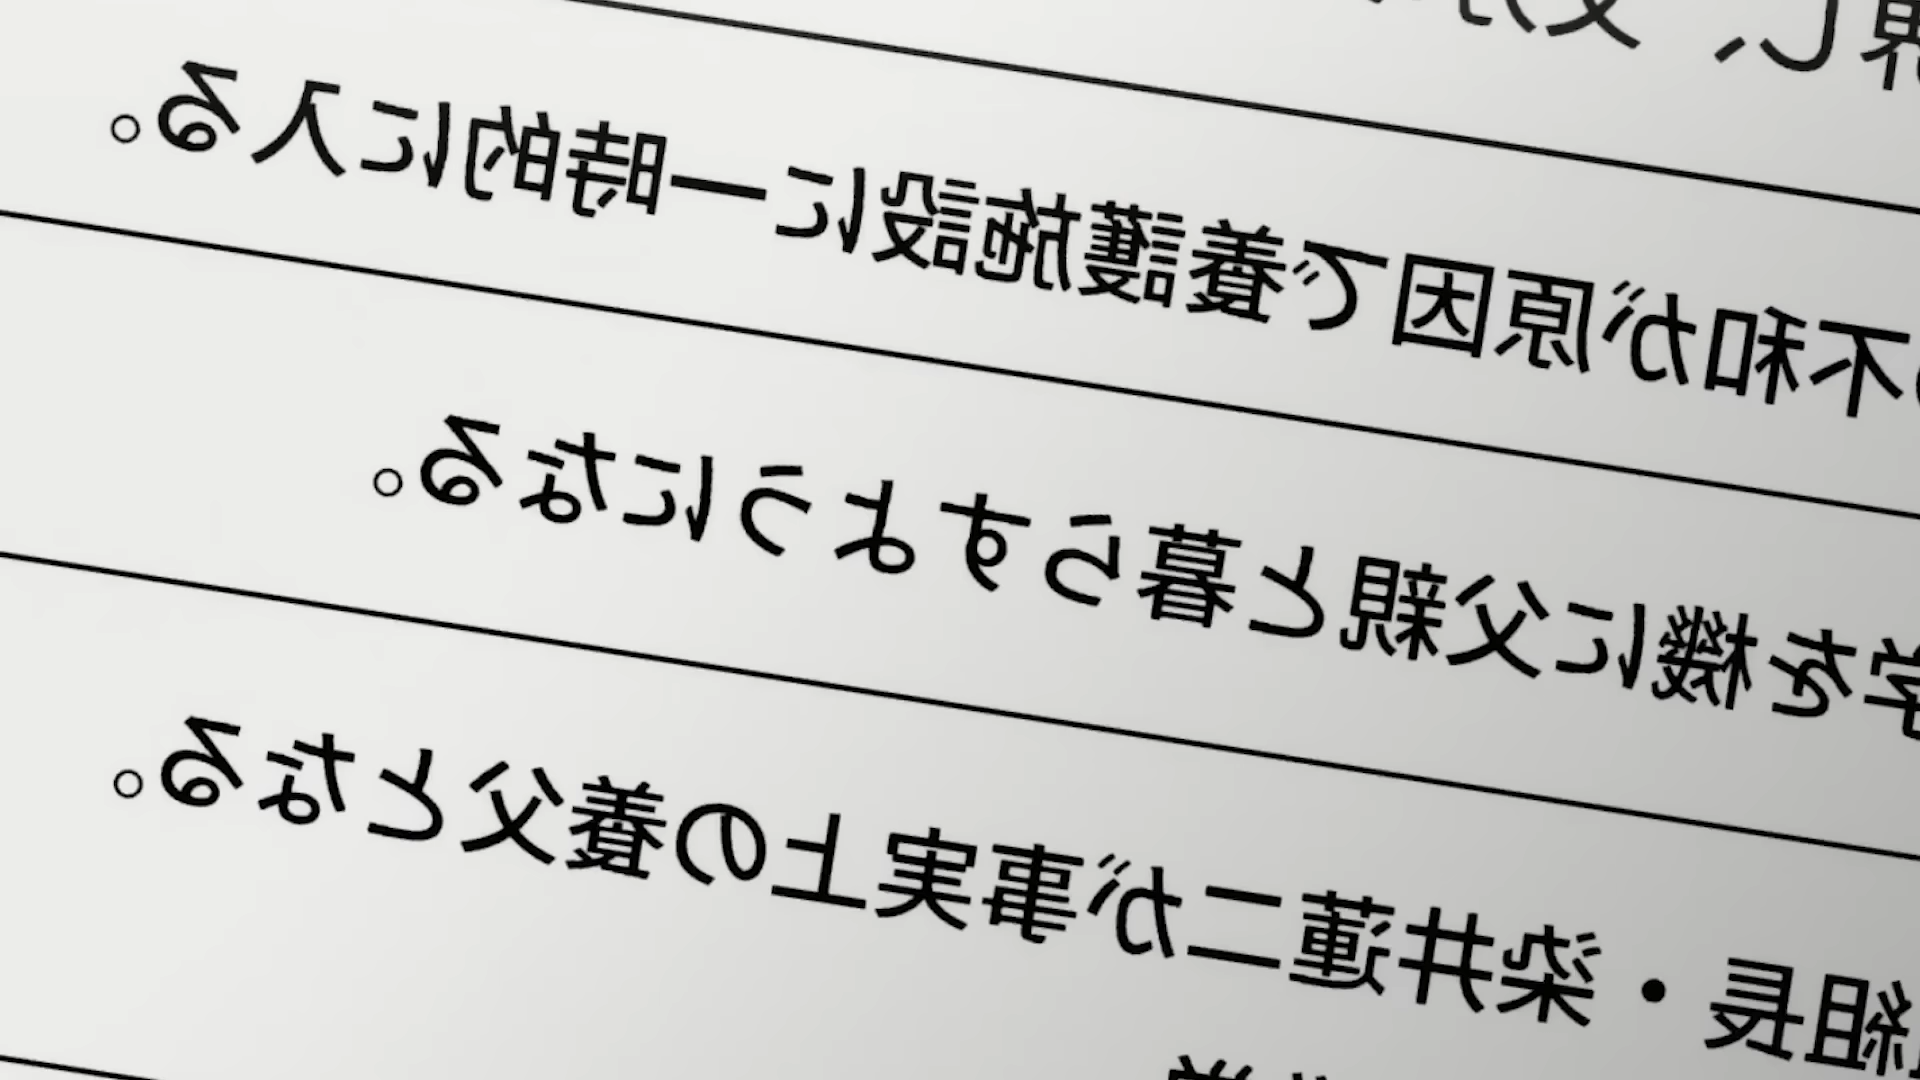 し、父
不和が原因で養護施設に一時的に入る。
を機に父親と暮らすようになる。
組長・染井蓮二が事実上の養父となる。